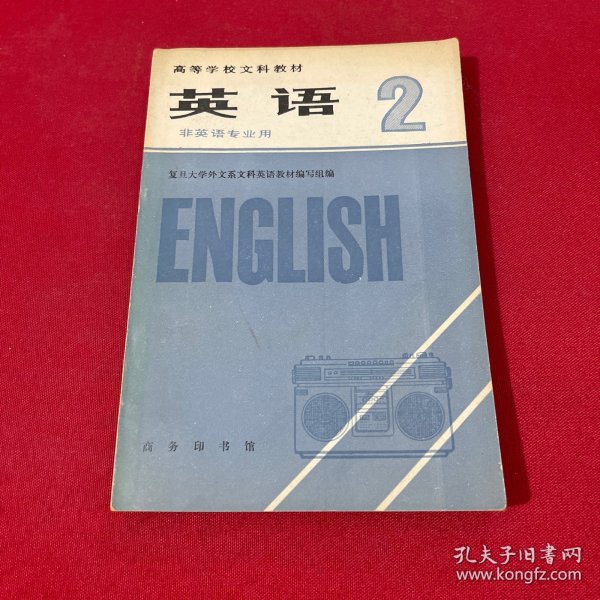 高等学校文科教材
英语 2
非英语专业用
复旦大学外文系文科英语教材编写组编
ENGLISH
商务印书馆
孔夫子旧书网
www.kongfz.com